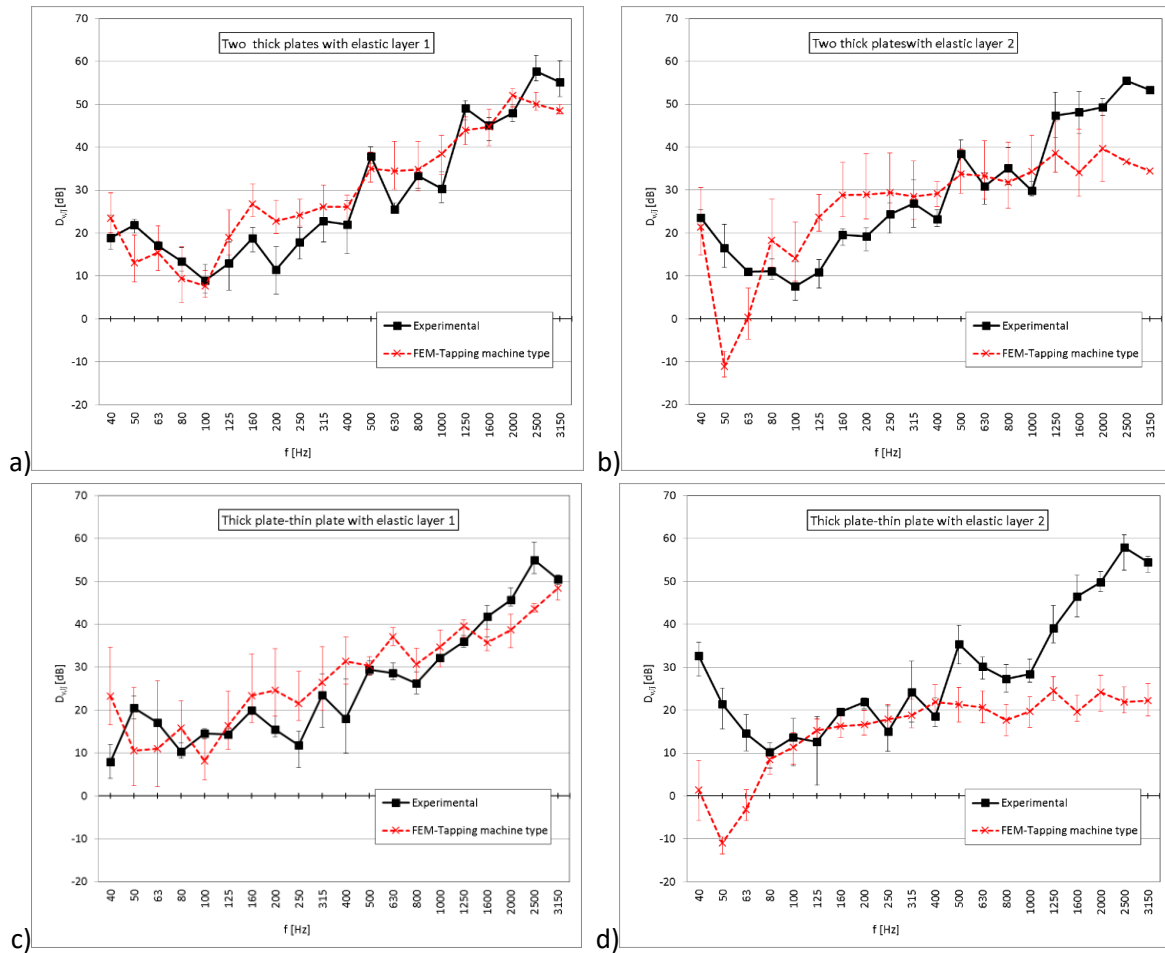 Two thick plates with elastic layer 1
D_v,ij [dB]
70
60
50
40
30
20
10
0
-10
-20
Experimental
FEM-Tapping machine type
40 50 63 80 100 125 160 200 250 315 400 500 630 800 1000 1250 1600 2000 2500 3150
f [Hz]
a)
Two thick plateswith elastic layer 2
D_v,ij [dB]
70
60
50
40
30
20
10
0
-10
-20
Experimental
FEM-Tapping machine type
40 50 63 80 100 125 160 200 250 315 400 500 630 800 1000 1250 1600 2000 2500 3150
f [Hz]
b)
Thick plate-thin plate with elastic layer 1
D_v,ij [dB]
70
60
50
40
30
20
10
0
-10
-20
Experimental
FEM-Tapping machine type
40 50 63 80 100 125 160 200 250 315 400 500 630 800 1000 1250 1600 2000 2500 3150
f [Hz]
c)
Thick plate-thin plate with elastic layer 2
D_v,ij [dB]
70
60
50
40
30
20
10
0
-10
-20
Experimental
FEM-Tapping machine type
40 50 63 80 100 125 160 200 250 315 400 500 630 800 1000 1250 1600 2000 2500 3150
f [Hz]
d)